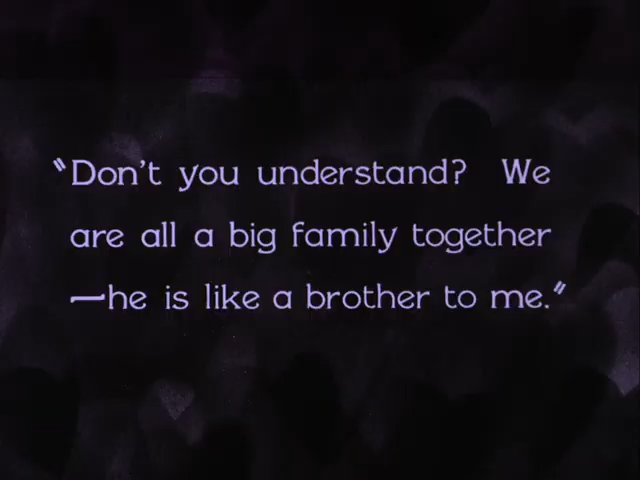 "Don't you understand? We
are all a big family together
—he is like a brother to me."